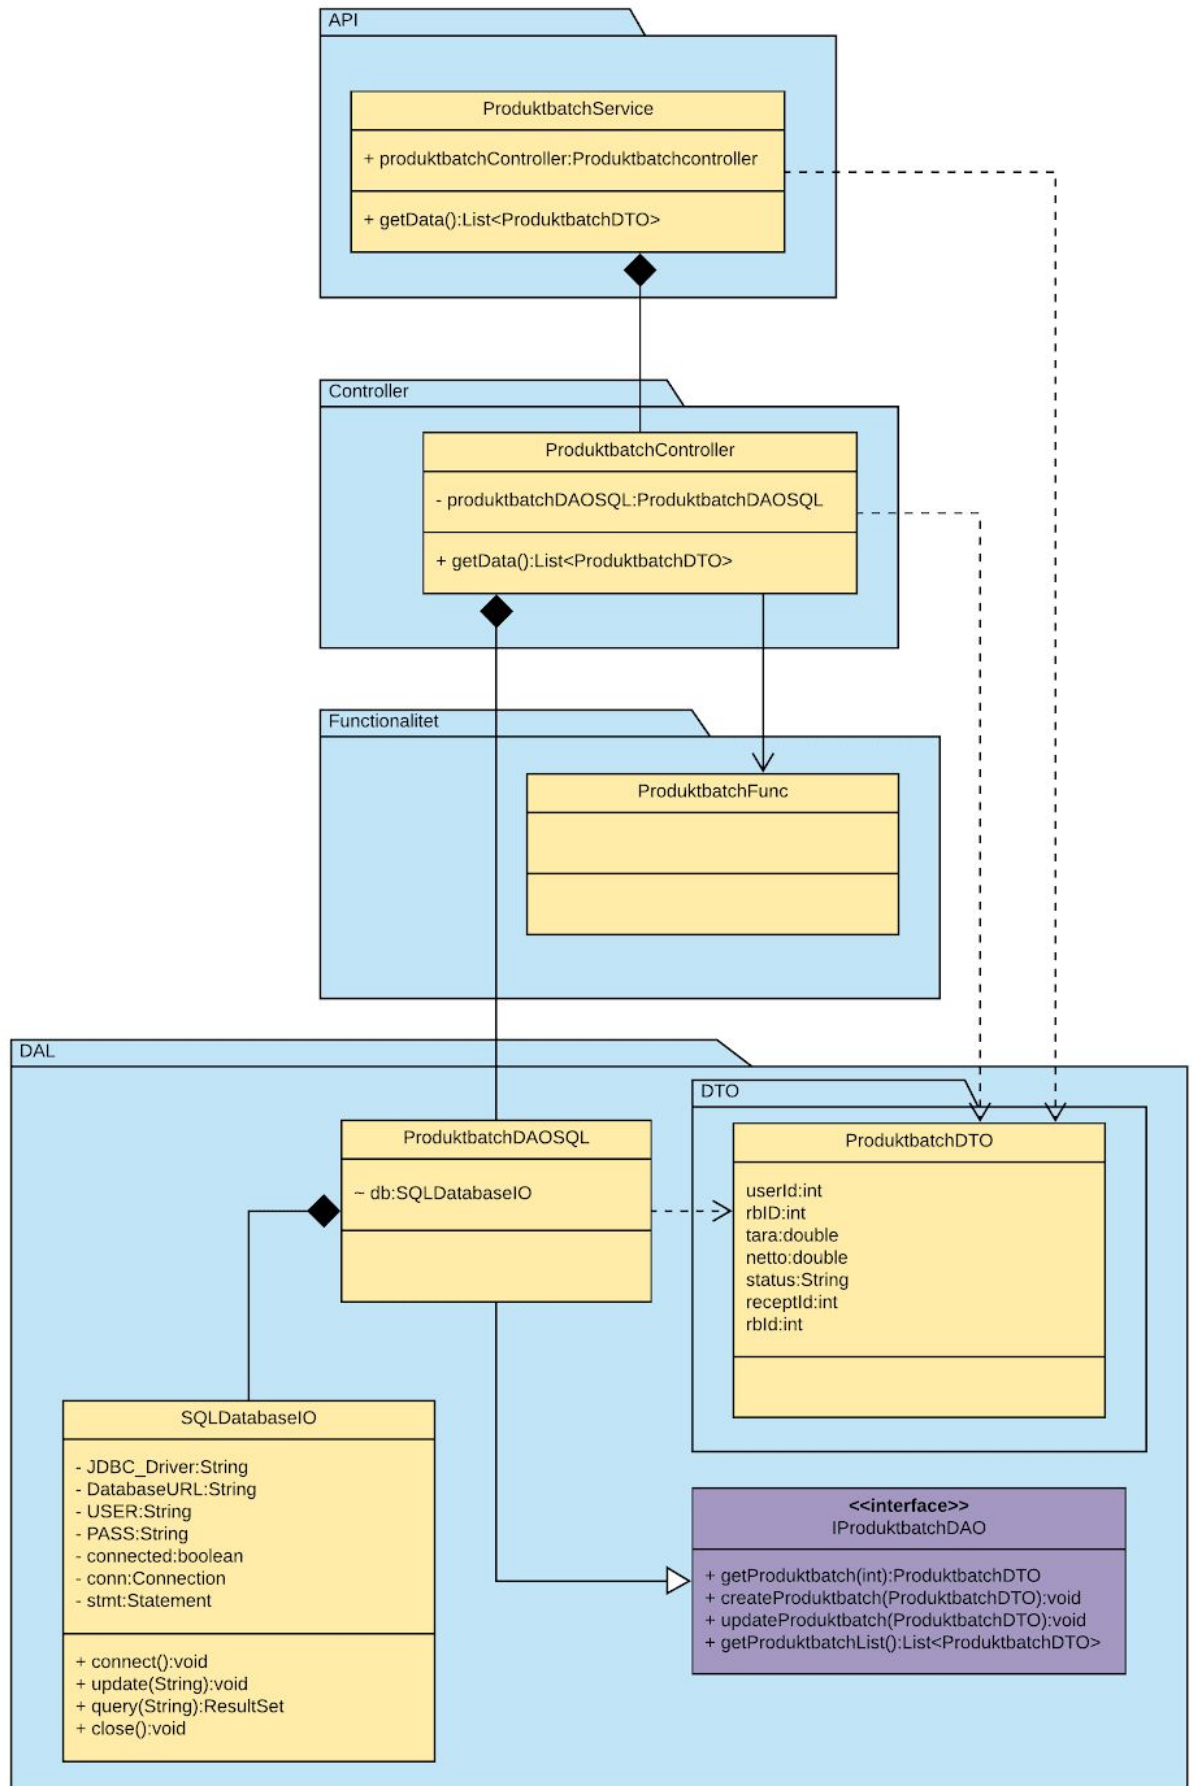 API
ProduktbatchService
+ produktbatchController:Produktbatchcontroller
+ getData():List<ProduktbatchDTO>
Controller
ProduktbatchController
- produktbatchDAOSQL:ProduktbatchDAOSQL
+ getData():List<ProduktbatchDTO>
Functionalitet
ProduktbatchFunc
DAL
ProduktbatchDAOSQL
~ db:SQLDatabaseIO
DTO
ProduktbatchDTO
userId:int
rbID:int
tara:double
netto:double
status:String
receptId:int
rbId:int
SQLDatabaseIO
- JDBC_Driver:String
- DatabaseURL:String
- USER:String
- PASS:String
- connected:boolean
- conn:Connection
- stmt:Statement
+ connect():void
+ update(String):void
+ query(String):ResultSet
+ close():void
<<interface>>
IProduktbatchDAO
+ getProduktbatch(int):ProduktbatchDTO
+ createProduktbatch(ProduktbatchDTO):void
+ updateProduktbatch(ProduktbatchDTO):void
+ getProduktbatchList():List<ProduktbatchDTO>